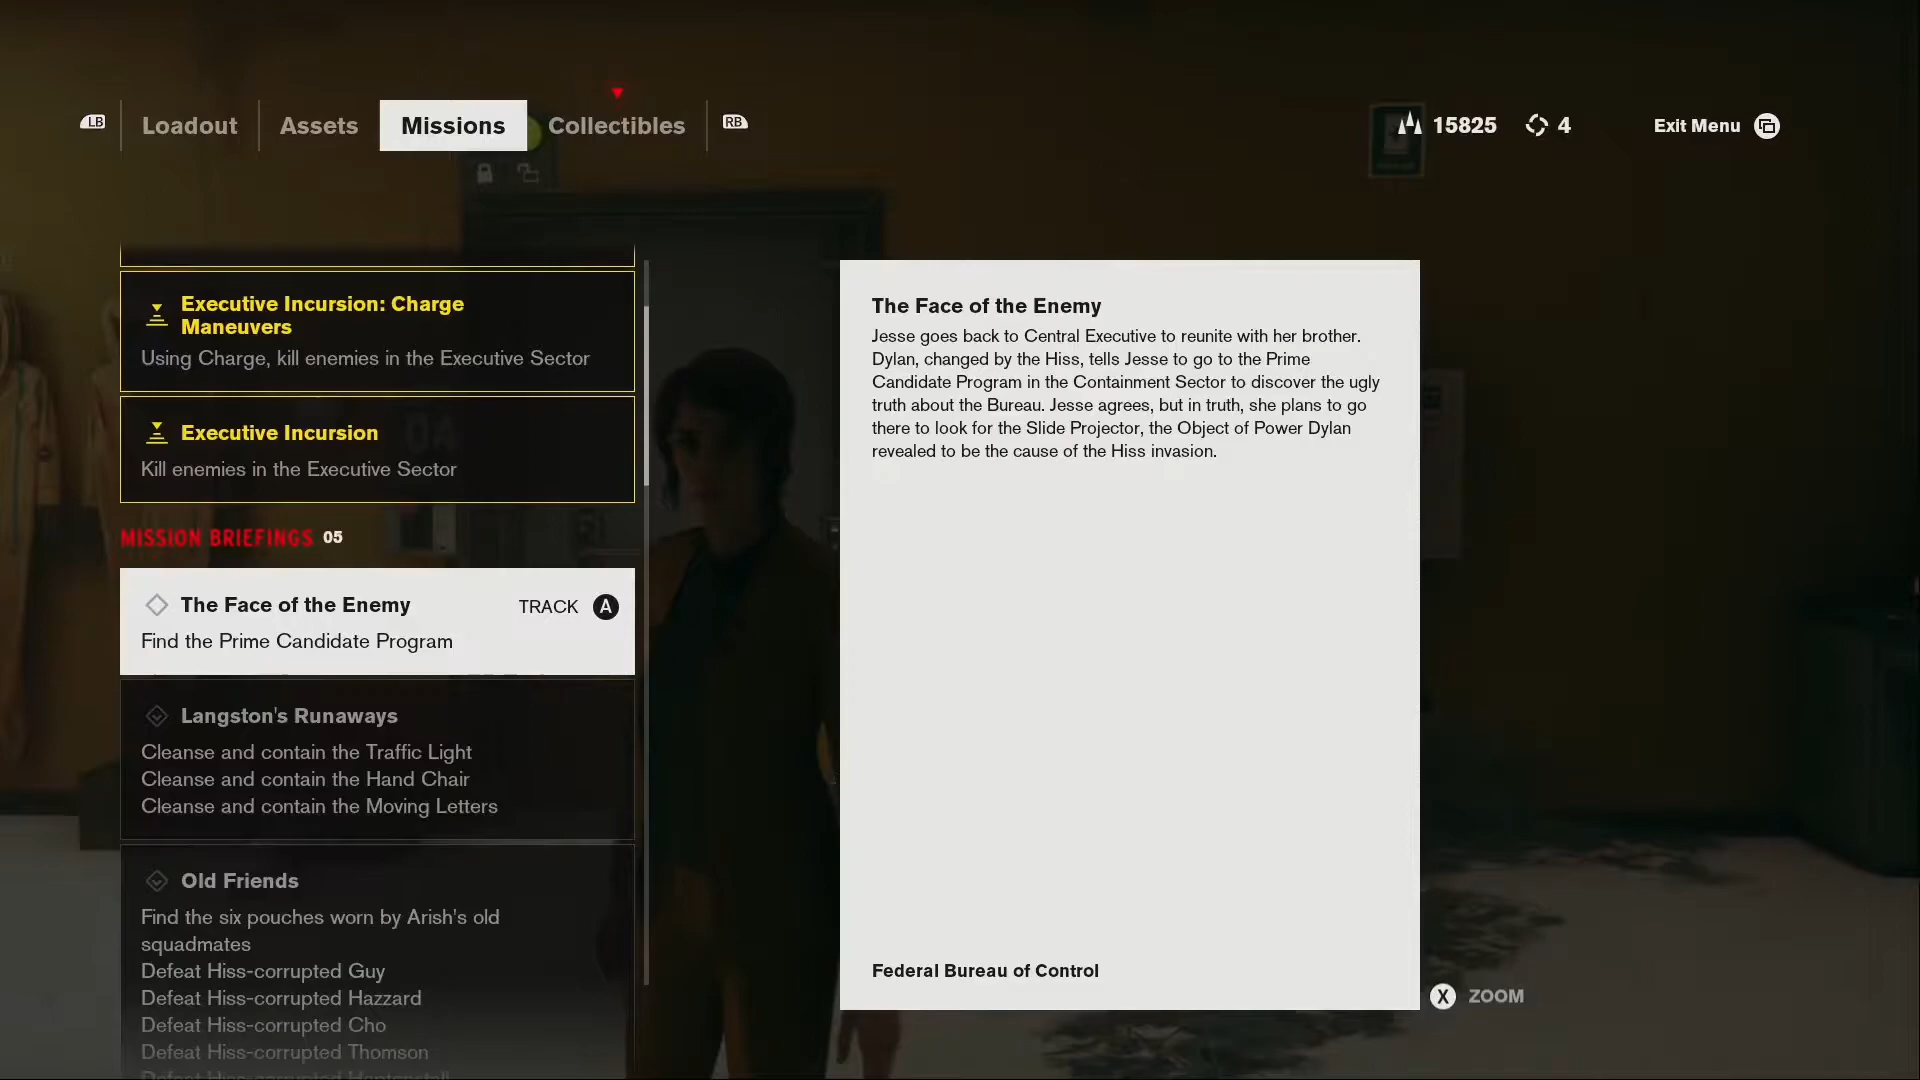 LB
Loadout
Assets
Missions
Collectibles
RB
15825
4
Exit Menu
Executive Incursion: Charge
Maneuvers
Using Charge, kill enemies in the Executive Sector
Executive Incursion
Kill enemies in the Executive Sector
MISSION BRIEFINGS 05
The Face of the Enemy
TRACK A
Find the Prime Candidate Program
Langston's Runaways
Cleanse and contain the Traffic Light
Cleanse and contain the Hand Chair
Cleanse and contain the Moving Letters
Old Friends
Find the six pouches worn by Arish's old
squadmates
Defeat Hiss-corrupted Guy
Defeat Hiss-corrupted Hazzard
Defeat Hiss-corrupted Cho
Defeat Hiss-corrupted Thomson
The Face of the Enemy
Jesse goes back to Central Executive to reunite with her brother.
Dylan, changed by the Hiss, tells Jesse to go to the Prime
Candidate Program in the Containment Sector to discover the ugly
truth about the Bureau. Jesse agrees, but in truth, she plans to go
there to look for the Slide Projector, the Object of Power Dylan
revealed to be the cause of the Hiss invasion.
Federal Bureau of Control
X ZOOM